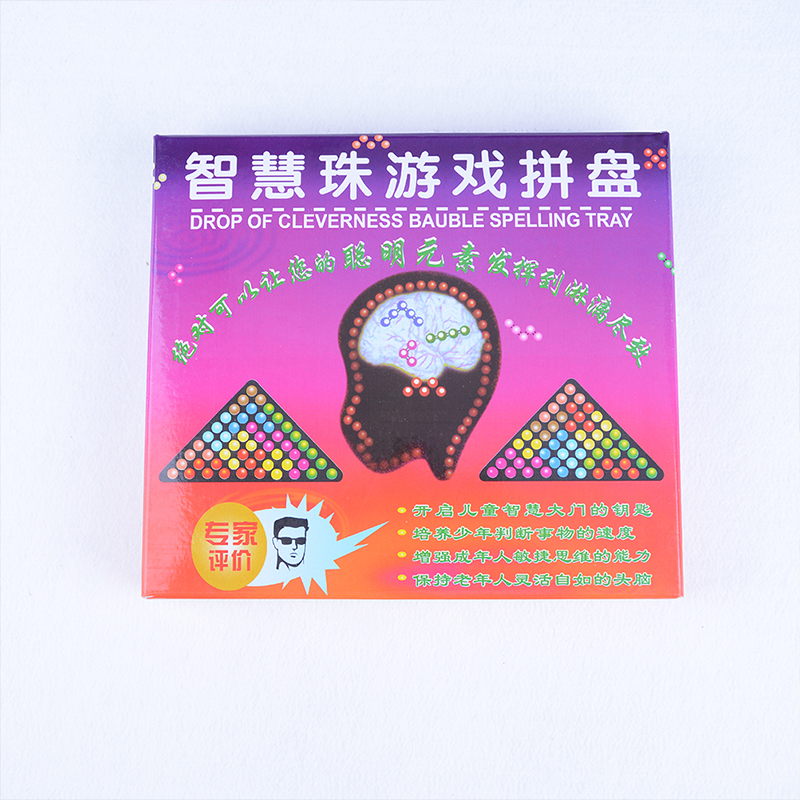 智慧珠游戏拼盘
DROP OF CLEVERNESS BAUBLE SPELLING TRAY
绝对可以让您的聪明元素发挥到淋漓尽致
专家
评价
开启儿童智慧大门的钥匙
培养少年判断事物的速度
增强成年人敏捷思维的能力
保持老年人灵活自如的头脑